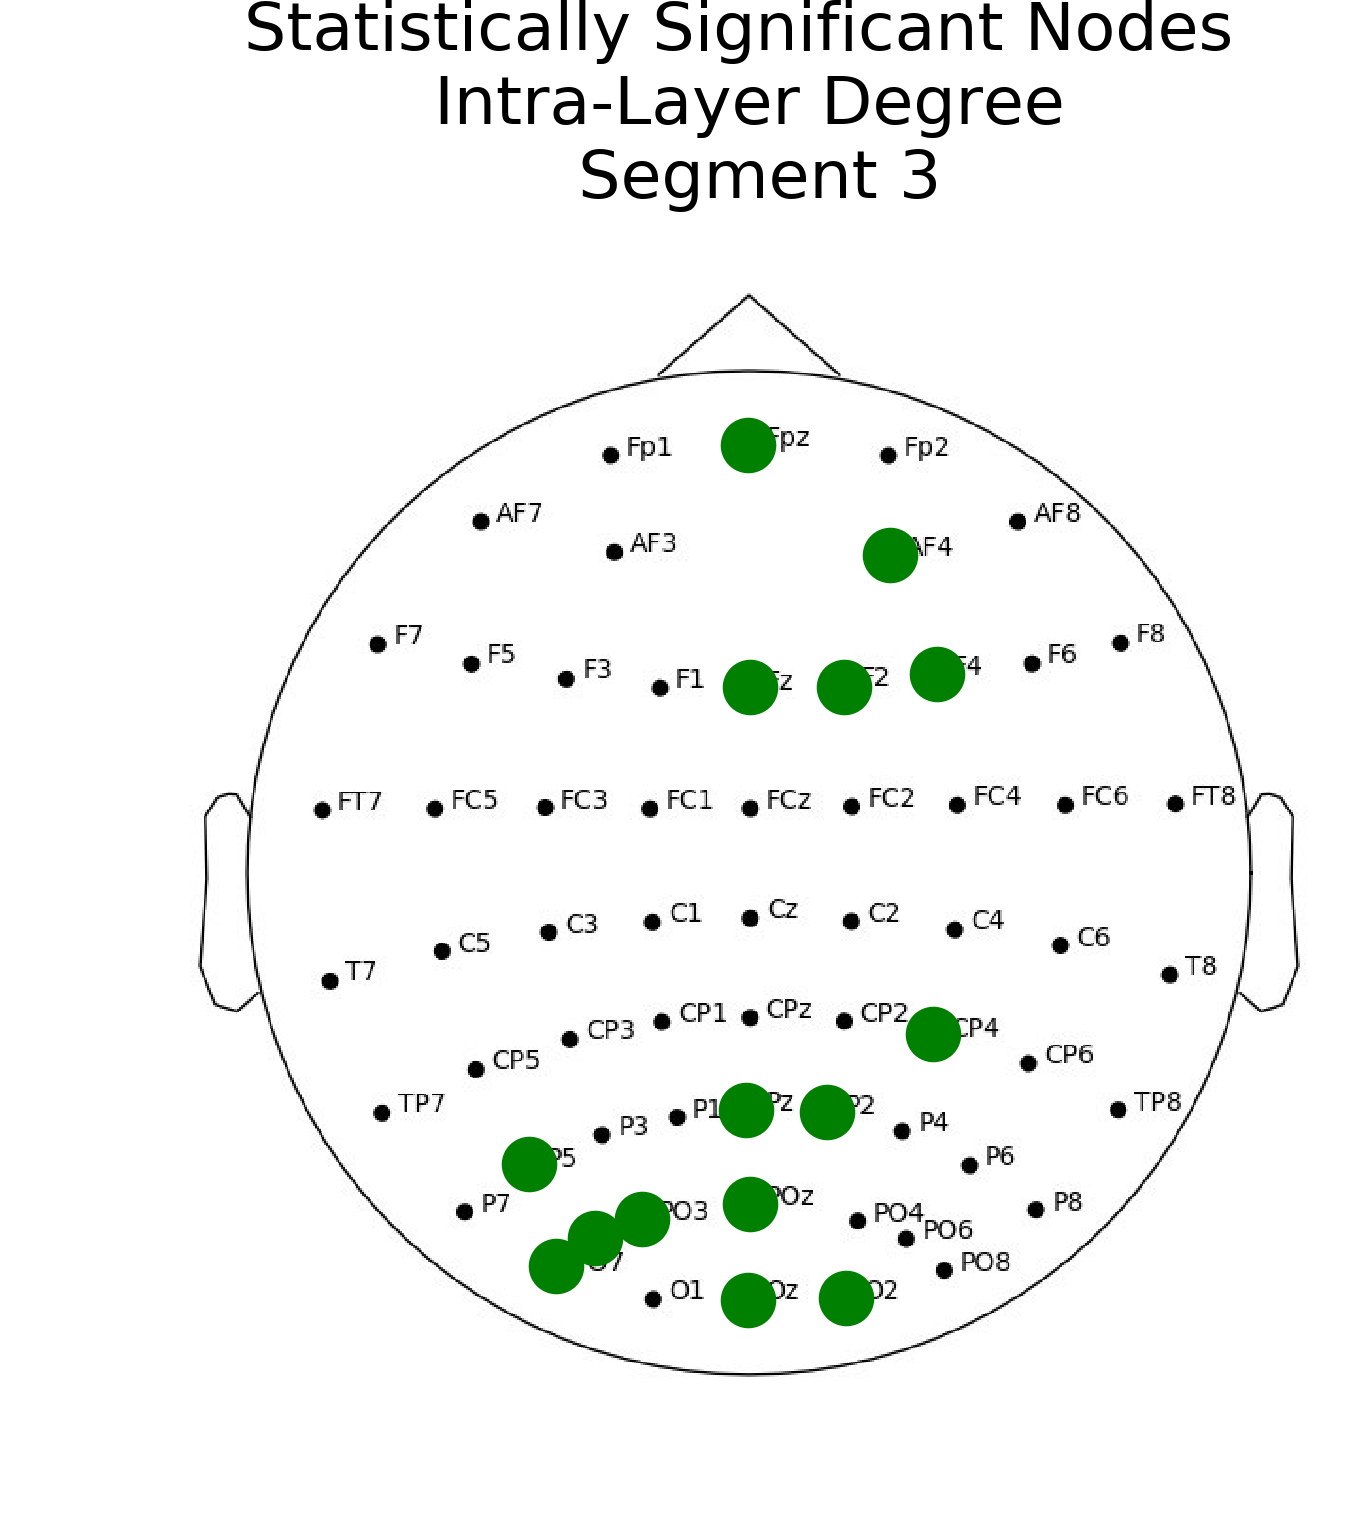 Statistically Significant Nodes
Intra-Layer Degree
Segment 3
Fp1 Fpz Fp2
AF7 AF8
AF3 AF4
F7 F5 F3 F1 Fz F2 F4 F6 F8
FT7 FC5 FC3 FC1 FCz FC2 FC4 FC6 FT8
T7 C5 C3 C1 Cz C2 C4 C6 T8
TP7 CP5 CP3 CP1 CPz CP2 CP4 CP6 TP8
P7 P5 P3 P1 Pz P2 P4 P6 P8
PO3 POz PO4 PO6 PO8
O1 Oz O2